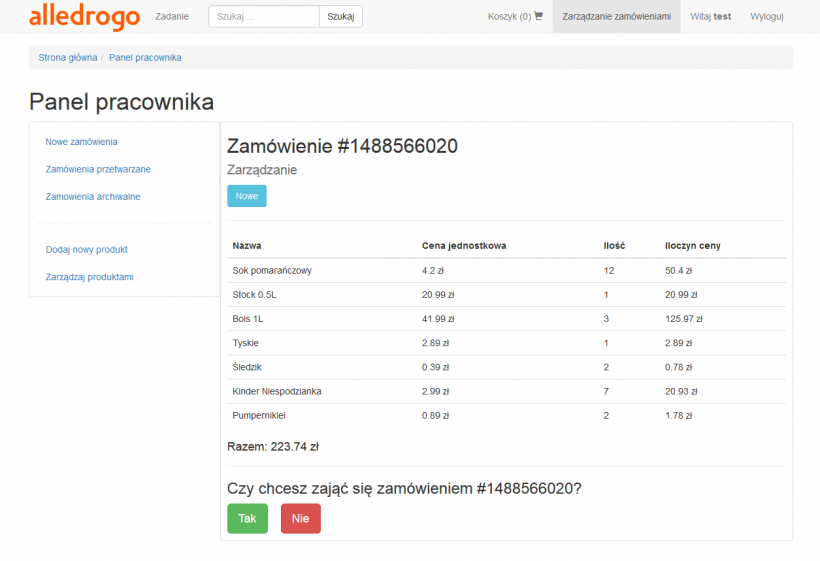 alledrogo Zadanie Szukaj ... Szukaj Koszyk (0) Zarządzanie zamówieniami Witaj test Wyloguj
Strona główna / Panel pracownika
Panel pracownika
Nowe zamówienia
Zamówienia przetwarzane
Zamowienia archiwalne
Dodaj nowy produkt
Zarządzaj produktami
Zamówienie #1488566020
Zarządzanie
Nowe
Nazwa Cena jednostkowa Ilość Iloczyn ceny
Sok pomarańczowy 4.2 zł 12 50.4 zł
Stock 0.5L 20.99 zł 1 20.99 zł
Bols 1L 41.99 zł 3 125.97 zł
Tyskie 2.89 zł 1 2.89 zł
Śledzik 0.39 zł 2 0.78 zł
Kinder Niespodzianka 2.99 zł 7 20.93 zł
Pumpernikiel 0.89 zł 2 1.78 zł
Razem: 223.74 zł
Czy chcesz zająć się zamówieniem #1488566020?
Tak Nie